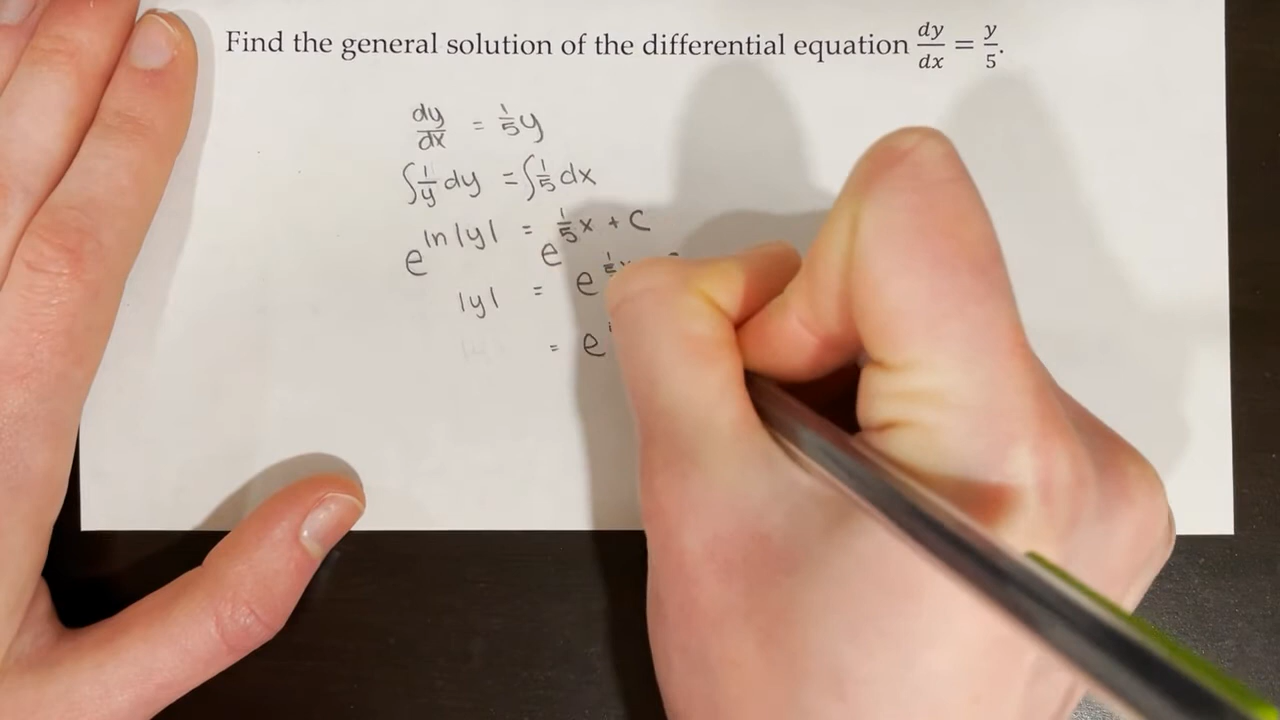 Find the general solution of the differential equation dy/dx = y/5.
dy/dx = 1/5 y
∫ 1/y dy = ∫ 1/5 dx
e^ln|y| = e^1/5 x + C
|y| = e
= e